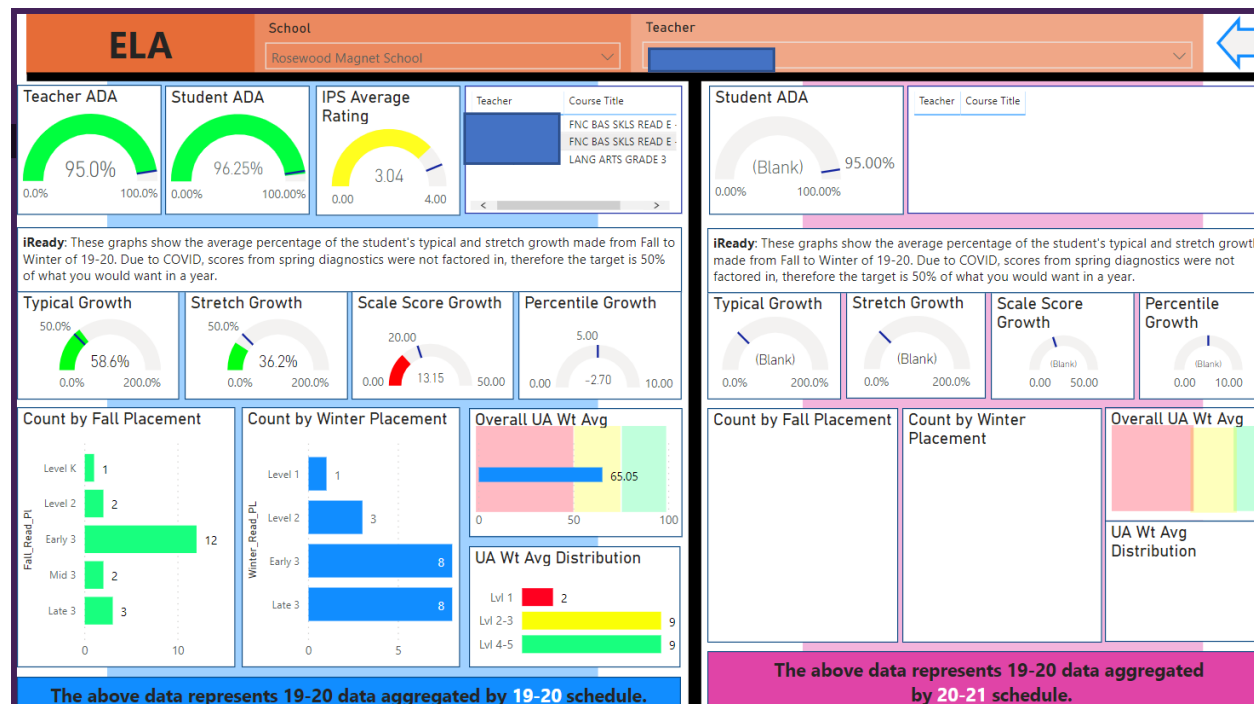 ELA
School
Rosewood Magnet School
Teacher
Teacher ADA
95.0%
0.0%
100.0%
Student ADA
96.25%
0.00%
100.00%
IPS Average
Rating
3.04
0.00
4.00
Teacher
Course Title
FNC BAS SKLS READ E -
FNC BAS SKLS READ E -
LANG ARTS GRADE 3
iReady: These graphs show the average percentage of the student's typical and stretch growth made from Fall to
Winter of 19-20. Due to COVID, scores from spring diagnostics were not factored in, therefore the target is 50%
of what you would want in a year.
Typical Growth
50.0%
58.6%
0.0%
200.0%
Stretch Growth
50.0%
36.2%
0.0%
200.0%
Scale Score Growth
20.00
13.15
0.00
50.00
Percentile Growth
5.00
-2.70
0.00
10.00
Count by Fall Placement
Fall_Read_Pl
Level K
1
Level 2
2
Early 3
12
Mid 3
2
Late 3
3
0
10
Count by Winter Placement
Winter_Read_PL
Level 1
1
Level 2
3
Early 3
8
Late 3
8
0
5
Overall UA Wt Avg
65.05
0
50
100
UA Wt Avg Distribution
Lvl 1
2
Lvl 2-3
9
Lvl 4-5
9
The above data represents 19-20 data aggregated by 19-20 schedule.
Student ADA
(Blank)
95.00%
0.00%
100.00%
Teacher
Course Title
iReady: These graphs show the average percentage of the student's typical and stretch growth
made from Fall to Winter of 19-20. Due to COVID, scores from spring diagnostics were not
factored in, therefore the target is 50% of what you would want in a year.
Typical Growth
(Blank)
0.0%
200.0%
Stretch Growth
(Blank)
0.0%
200.0%
Scale Score
Growth
(Blank)
0.00
50.00
Percentile
Growth
(Blank)
0.00
10.00
Count by Fall Placement
Count by Winter
Placement
Overall UA Wt Avg
UA Wt Avg
Distribution
The above data represents 19-20 data aggregated
by 20-21 schedule.